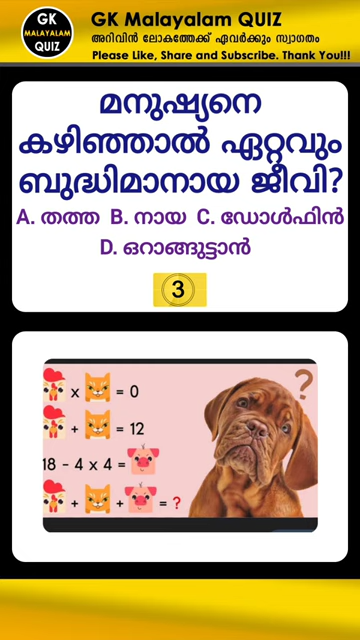 GK
MALAYALAM
QUIZ
GK Malayalam QUIZ
അറിവിൻ ലോകത്തേക്ക് ഏവർക്കും സ്വാഗതം
Please Like, Share and Subscribe. Thank You!!!
മനുഷ്യനെ
കഴിഞ്ഞാൽ ഏറ്റവും
ബുദ്ധിമാനായ ജീവി?
A. തത്ത B. നായ C. ഡോൾഫിൻ
D. ഒറാങ്ങുട്ടാൻ
3
x = 0
+ = 12
18 - 4 x 4 =
+ + = ?
?